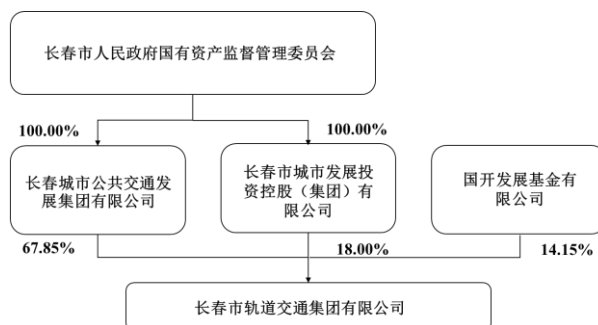 长春市人民政府国有资产监督管理委员会
100.00%
100.00%
长春城市公共交通发
展集团有限公司
长春市城市发展投
资控股（集团）有
限公司
国开发展基金有
限公司
67.85%
18.00%
14.15%
长春市轨道交通集团有限公司